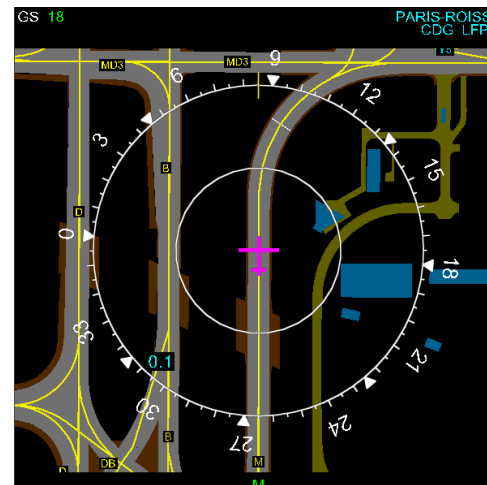 GS 18
PARIS-ROISS
CDG LFP
MD3
MD3
9
6
12
3
B
15
D
0
18
33
0.1
21
30
24
27
B
DB
M
D
M